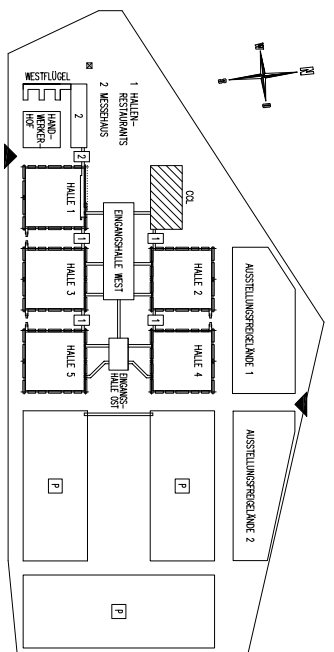 N
W
O
S
AUSSTELLUNGSFREIGELÄNDE 1
AUSSTELLUNGSFREIGELÄNDE 2
CCL
HALLE 2
HALLE 4
1
1
P
1 HALLEN-
RESTAURANTS
2 MESSEHAUS
EINGANGSHALLE WEST
EINGANGS-
HALLE OST
P
WESTFLÜGEL
2
2
1
1
HAND-
WERKER-
HOF
HALLE 1
HALLE 3
HALLE 5
P